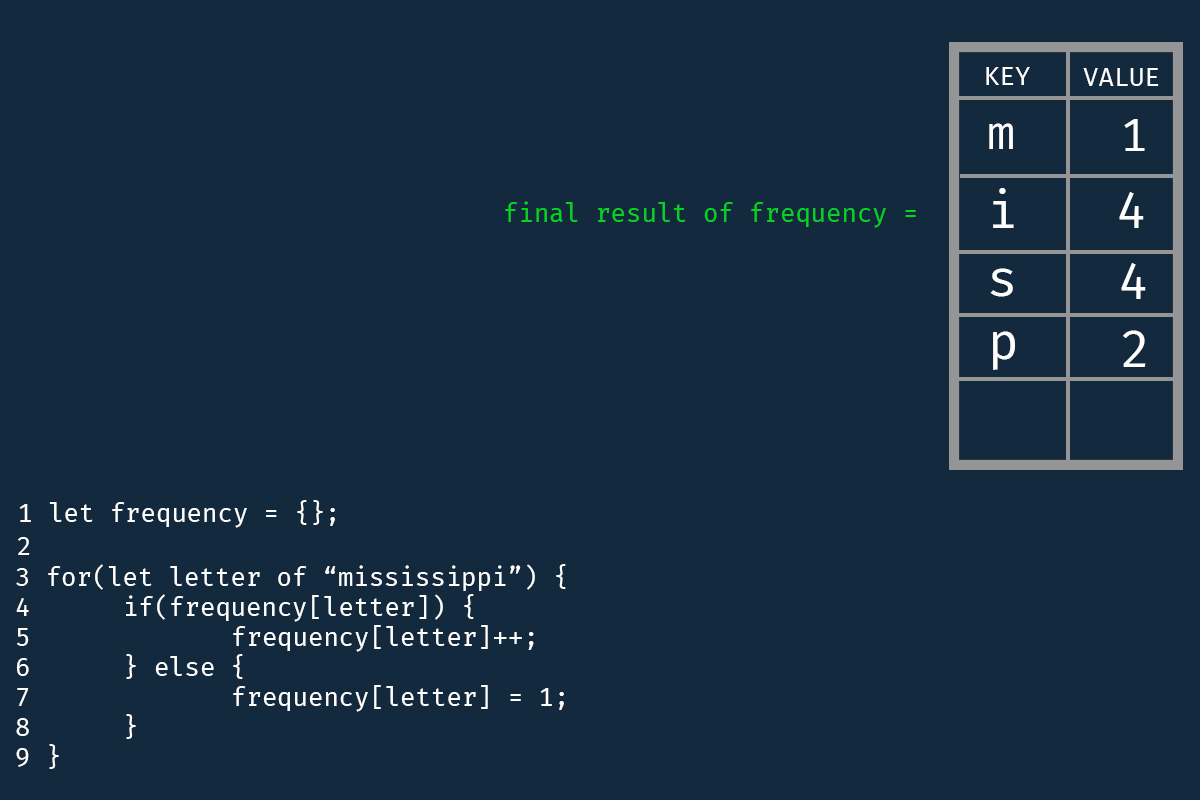 KEY VALUE
m 1
i 4
final result of frequency =
s 4
p 2
1 let frequency = {};
2
3 for(let letter of “mississippi”) {
4 if(frequency[letter]) {
5 frequency[letter]++;
6 } else {
7 frequency[letter] = 1;
8 }
9 }